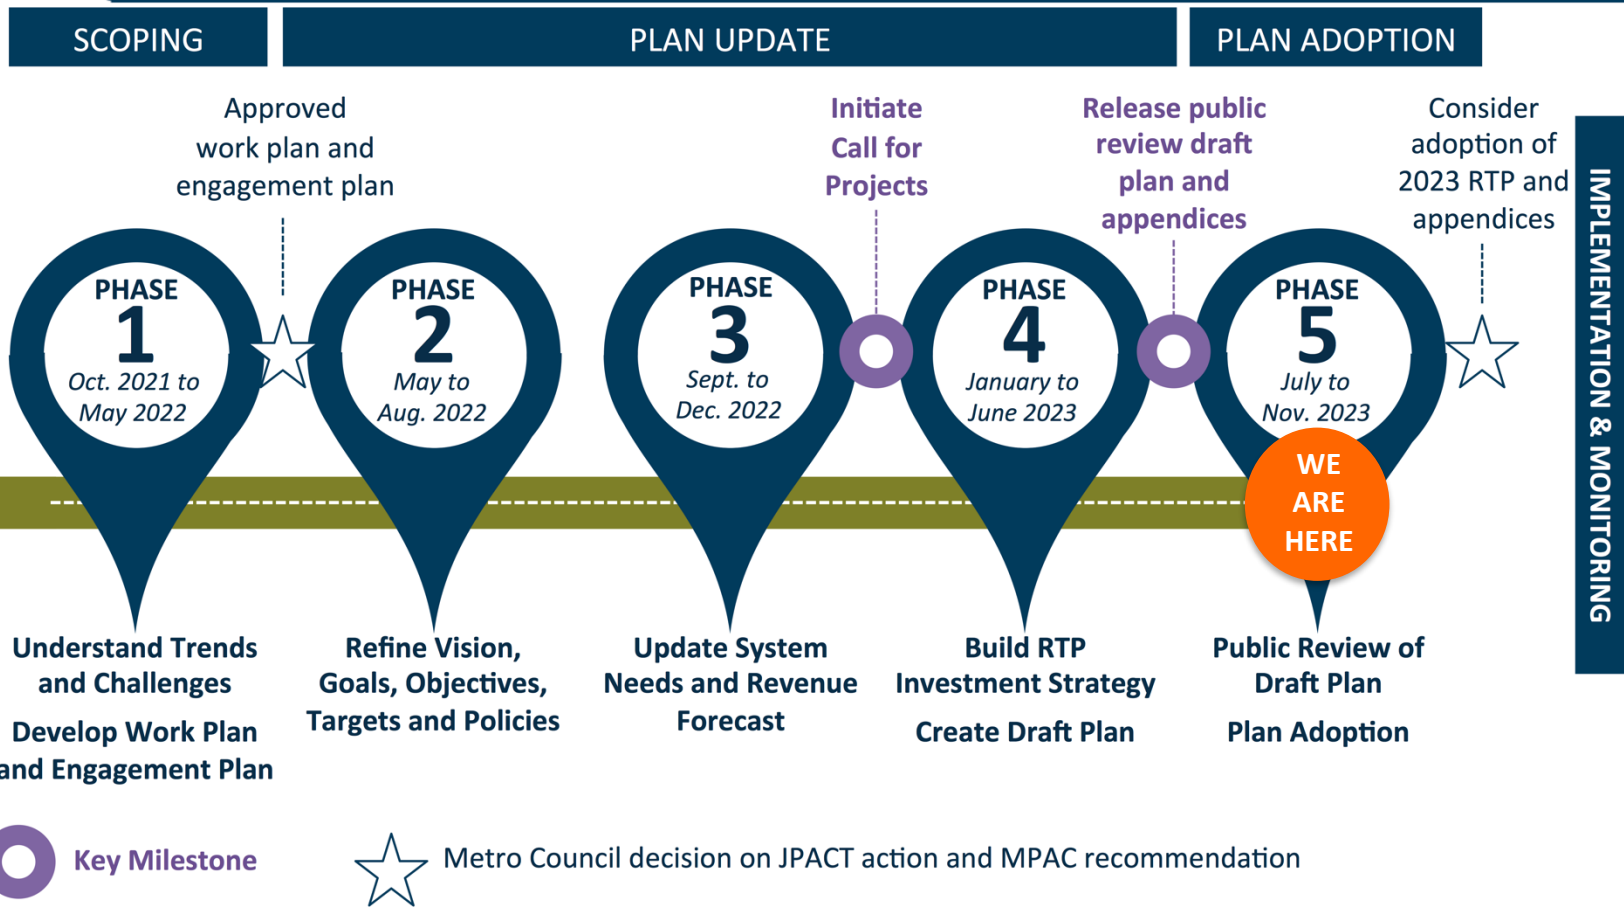 SCOPING
PLAN UPDATE
PLAN ADOPTION
Approved
work plan and
engagement plan
Initiate
Call for
Projects
Release public
review draft
plan and
appendices
Consider
adoption of
2023 RTP and
appendices
PHASE
1
Oct. 2021 to
May 2022
PHASE
2
May to
Aug. 2022
PHASE
3
Sept. to
Dec. 2022
PHASE
4
January to
June 2023
PHASE
5
July to
Nov. 2023
WE
ARE
HERE
IMPLEMENTATION & MONITORING
Understand Trends
and Challenges
Develop Work Plan
and Engagement Plan
Refine Vision,
Goals, Objectives,
Targets and Policies
Update System
Needs and Revenue
Forecast
Build RTP
Investment Strategy
Create Draft Plan
Public Review of
Draft Plan
Plan Adoption
Key Milestone
Metro Council decision on JPACT action and MPAC recommendation